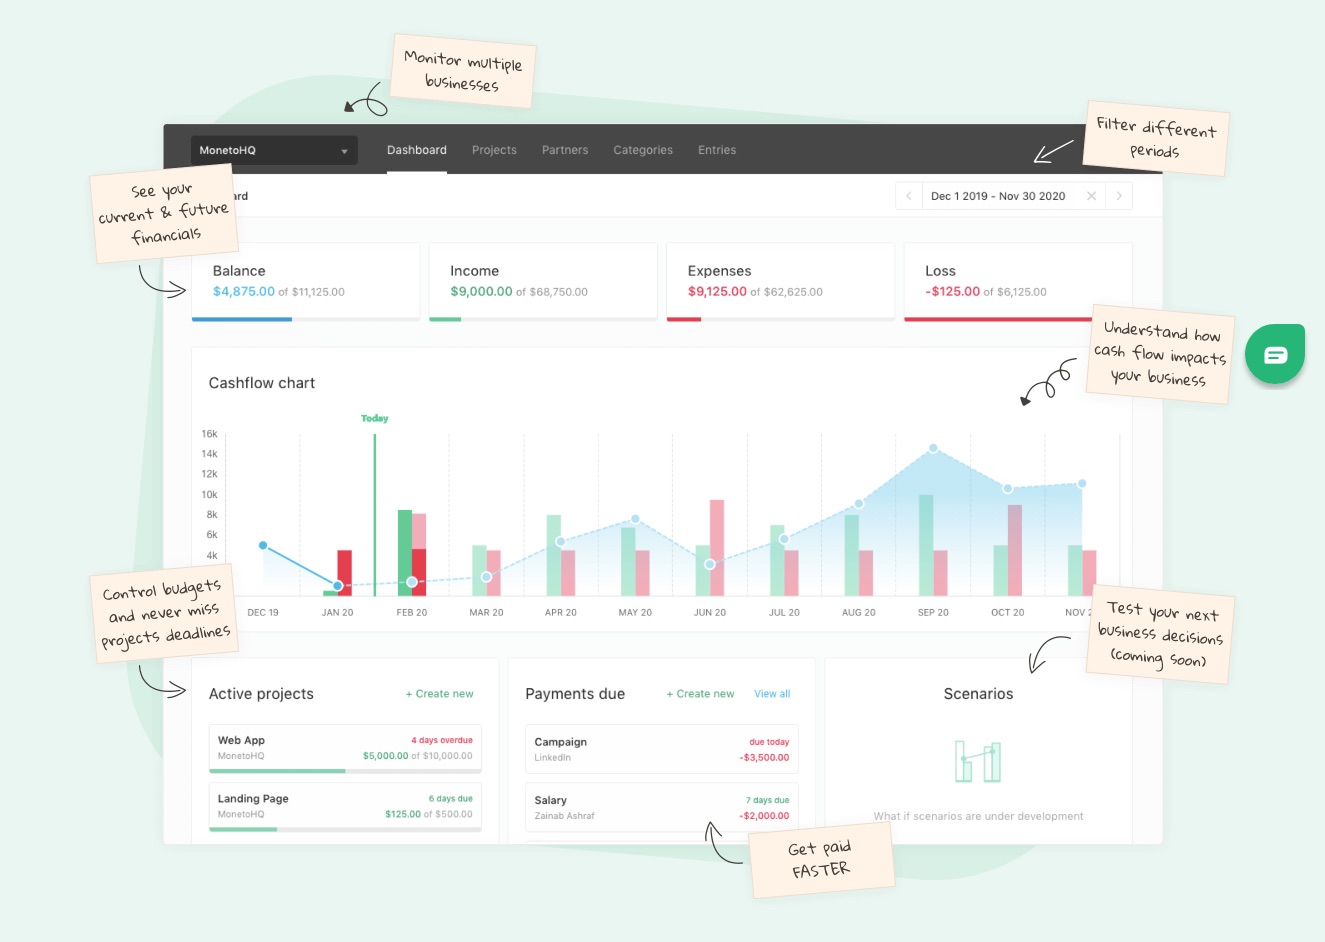 Monitor multiple
businesses
Filter different
periods
MonetoHQ
Dashboard Projects Partners Categories Entries
See your
current & future
financials
ard
Dec 1 2019 - Nov 30 2020
Balance
$4,875.00 of $11,125.00
Income
$9,000.00 of $68,750.00
Expenses
$9,125.00 of $62,625.00
Loss
-$125.00 of $6,125.00
Understand how
cash flow impacts
your business
Cashflow chart
Today
16k
14k
12k
10k
8k
6k
4k
DEC 19 JAN 20 FEB 20 MAR 20 APR 20 MAY 20 JUN 20 JUL 20 AUG 20 SEP 20 OCT 20 NOV 2
Control budgets
and never miss
projects deadlines
Test your next
business decisions
(coming soon)
Active projects + Create new
Web App 4 days overdue
MonetoHQ $5,000.00 of $10,000.00
Landing Page 6 days due
MonetoHQ $125.00 of $500.00
Payments due + Create new View all
Campaign due today
LinkedIn -$3,500.00
Salary 7 days due
Zainab Ashraf -$2,000.00
Scenarios
What if scenarios are under development
Get paid
FASTER